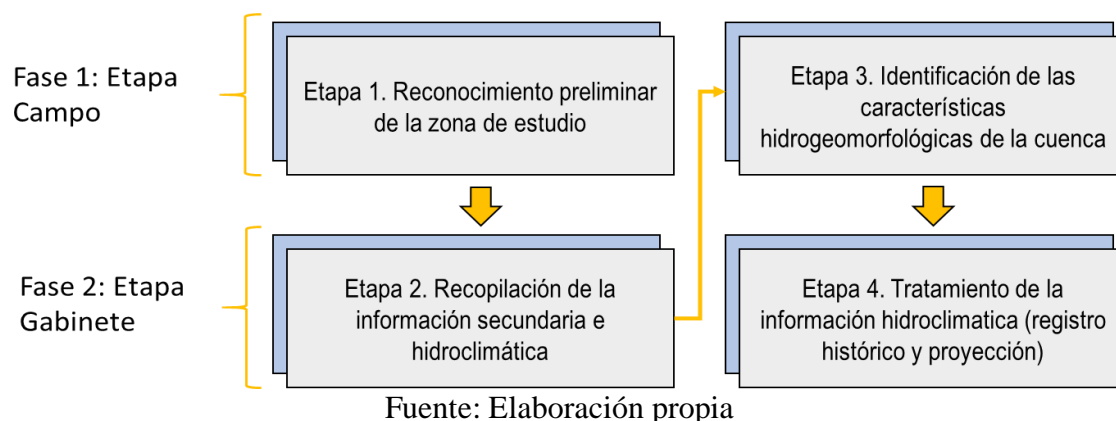 Fase 1: Etapa
Campo
Etapa 1. Reconocimiento preliminar
de la zona de estudio
Etapa 3. Identificación de las
características
hidrogeomorfológicas de la cuenca
Fase 2: Etapa
Gabinete
Etapa 2. Recopilación de la
información secundaria e
hidroclimática
Etapa 4. Tratamiento de la
información hidroclimatica (registro
histórico y proyección)
Fuente: Elaboración propia